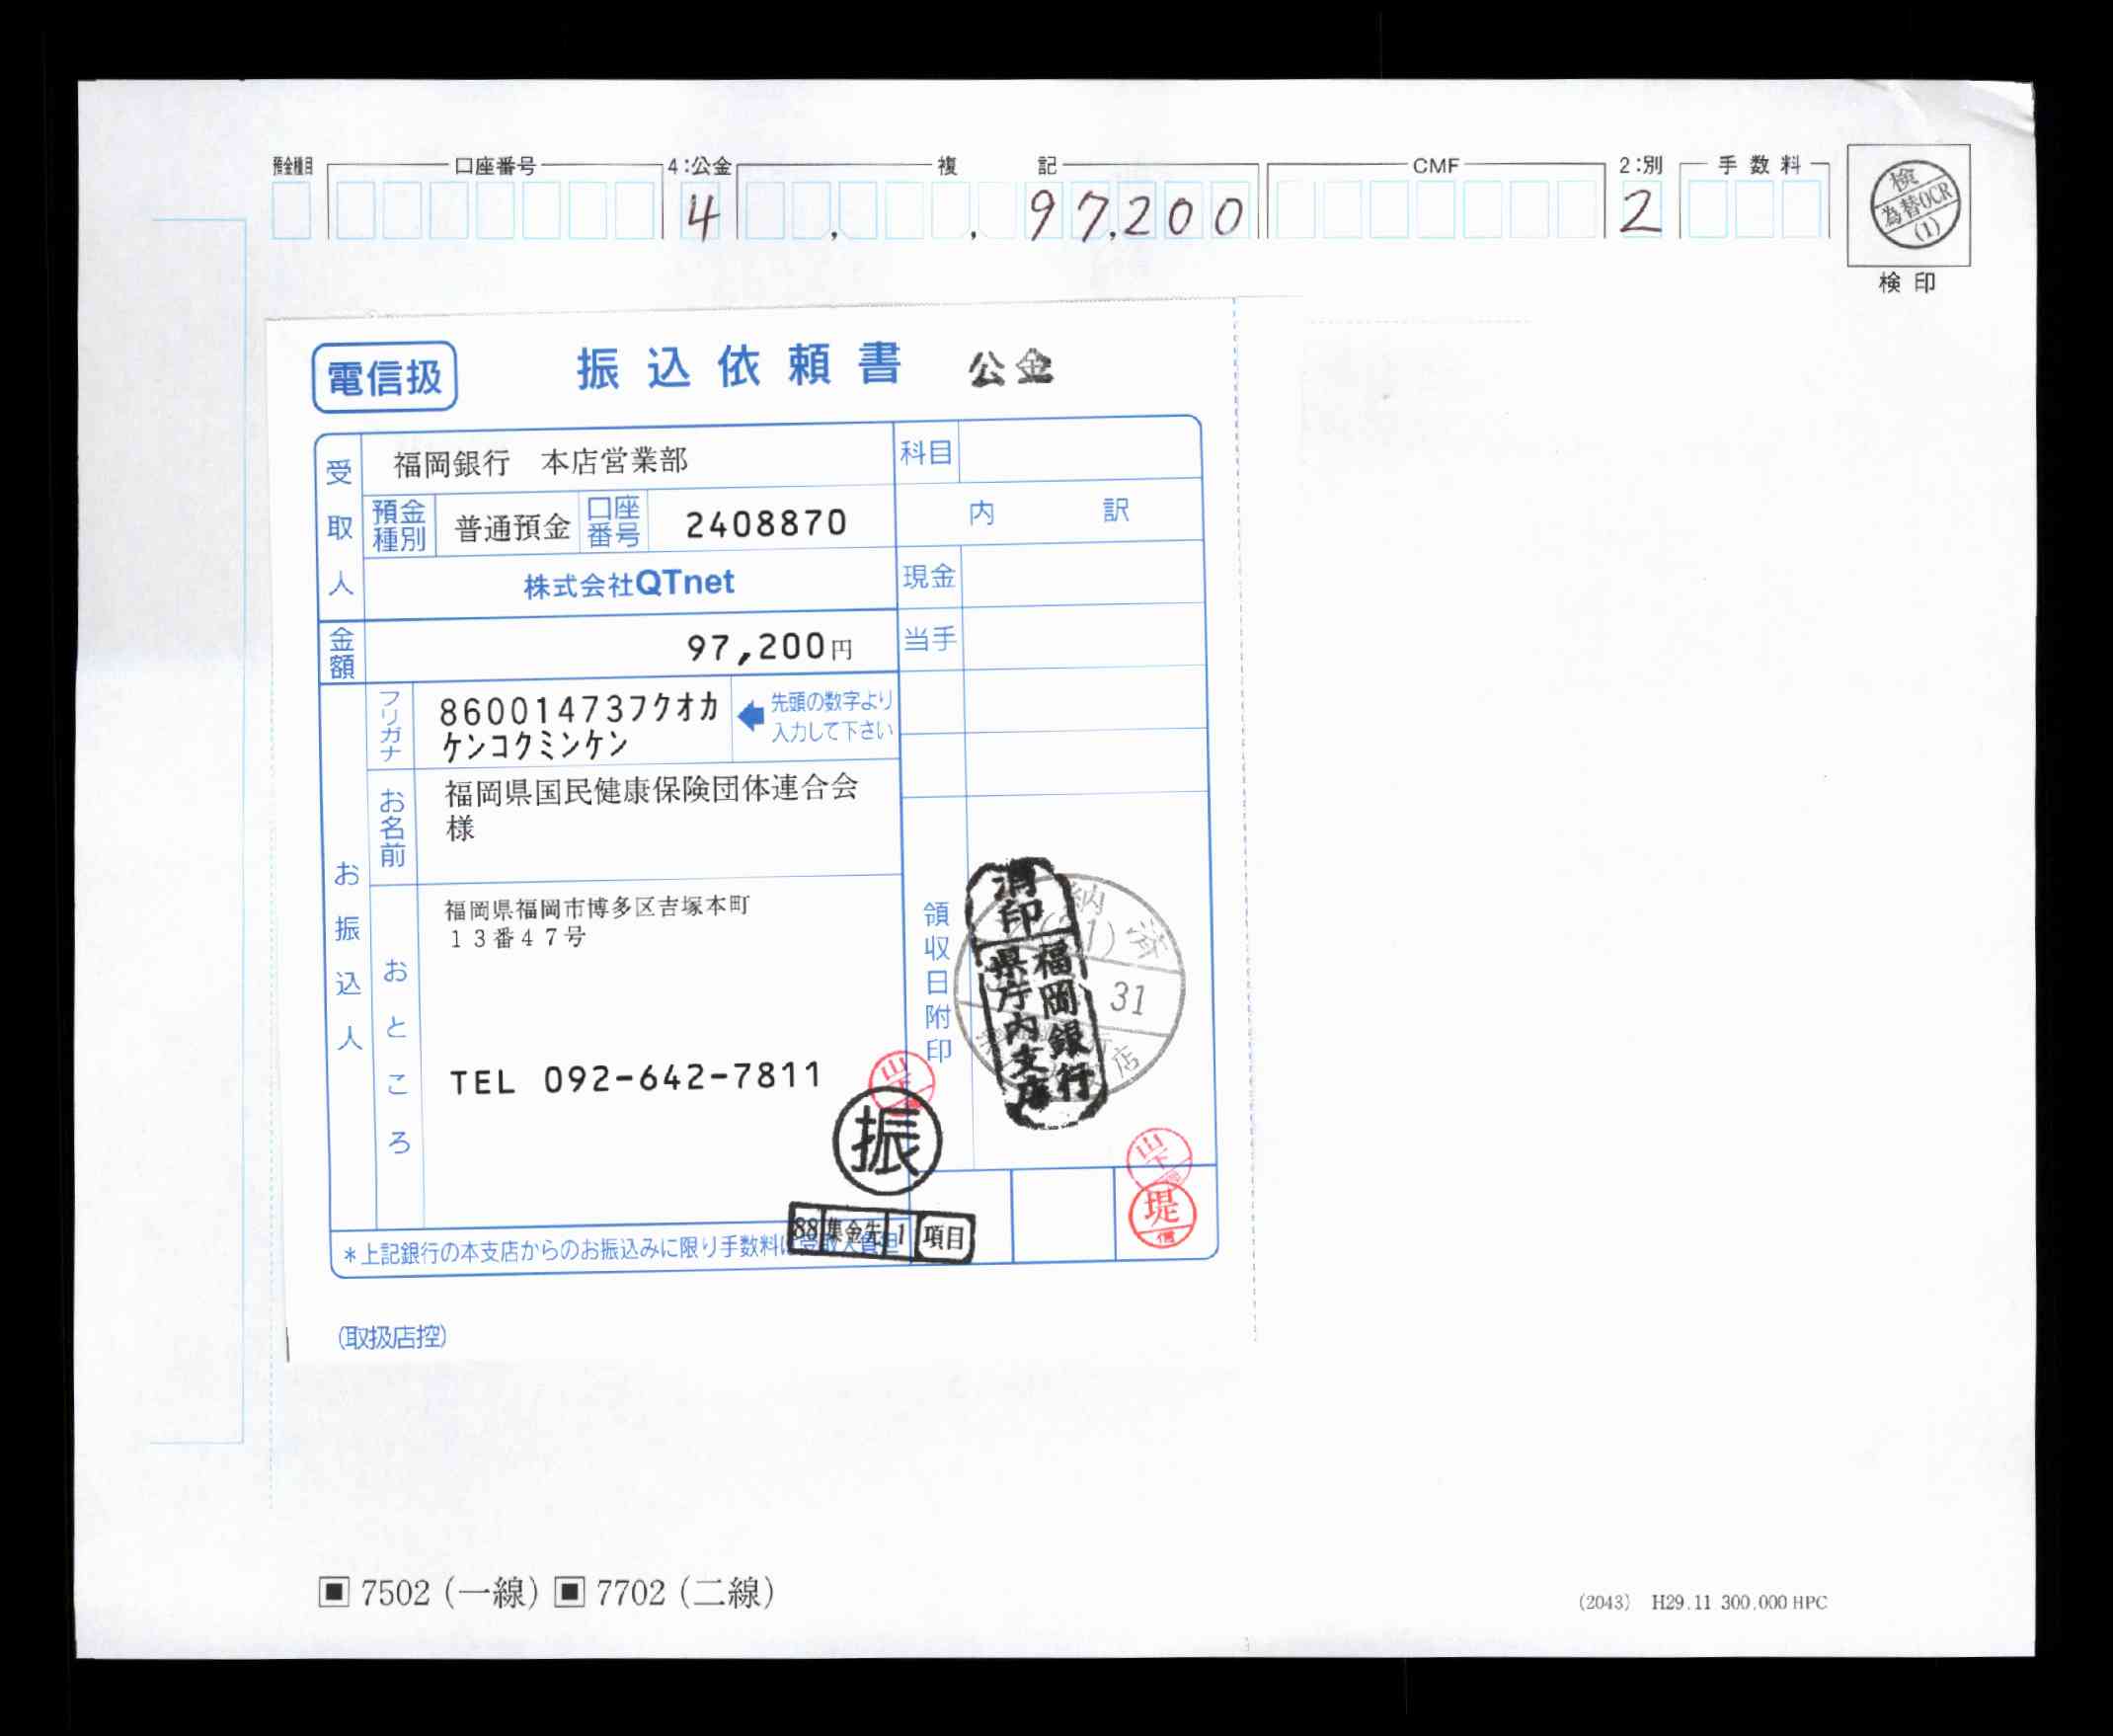 預金種目 口座番号 4:公金 複 記 CMF 2:別 手数料
4 97,200 2
検
為替OCR
(1)
検印
電信扱 振込依頼書 公金
受取人 福岡銀行 本店営業部 科目
預金種別 普通預金 口座番号 2408870 内 訳
株式会社QTnet 現金
金額 97,200円 当手
フリガナ 86001473フクオカ
ケンコクミンケン
先頭の数字より
入力して下さい
お振込人
お名前 福岡県国民健康保険団体連合会
様
おところ 福岡県福岡市博多区吉塚本町
13番47号
TEL 092-642-7811
領収日附印
納 済
31
店
消印
福岡銀行
県庁内支店
山下
振
山下
堤
信
88 集金先 1 項目
*上記銀行の本支店からのお振込みに限り手数料は受取人負担
(取扱店控)
▣ 7502 (一線) ▣ 7702 (二線)
(2043) H29.11 300,000 HPC